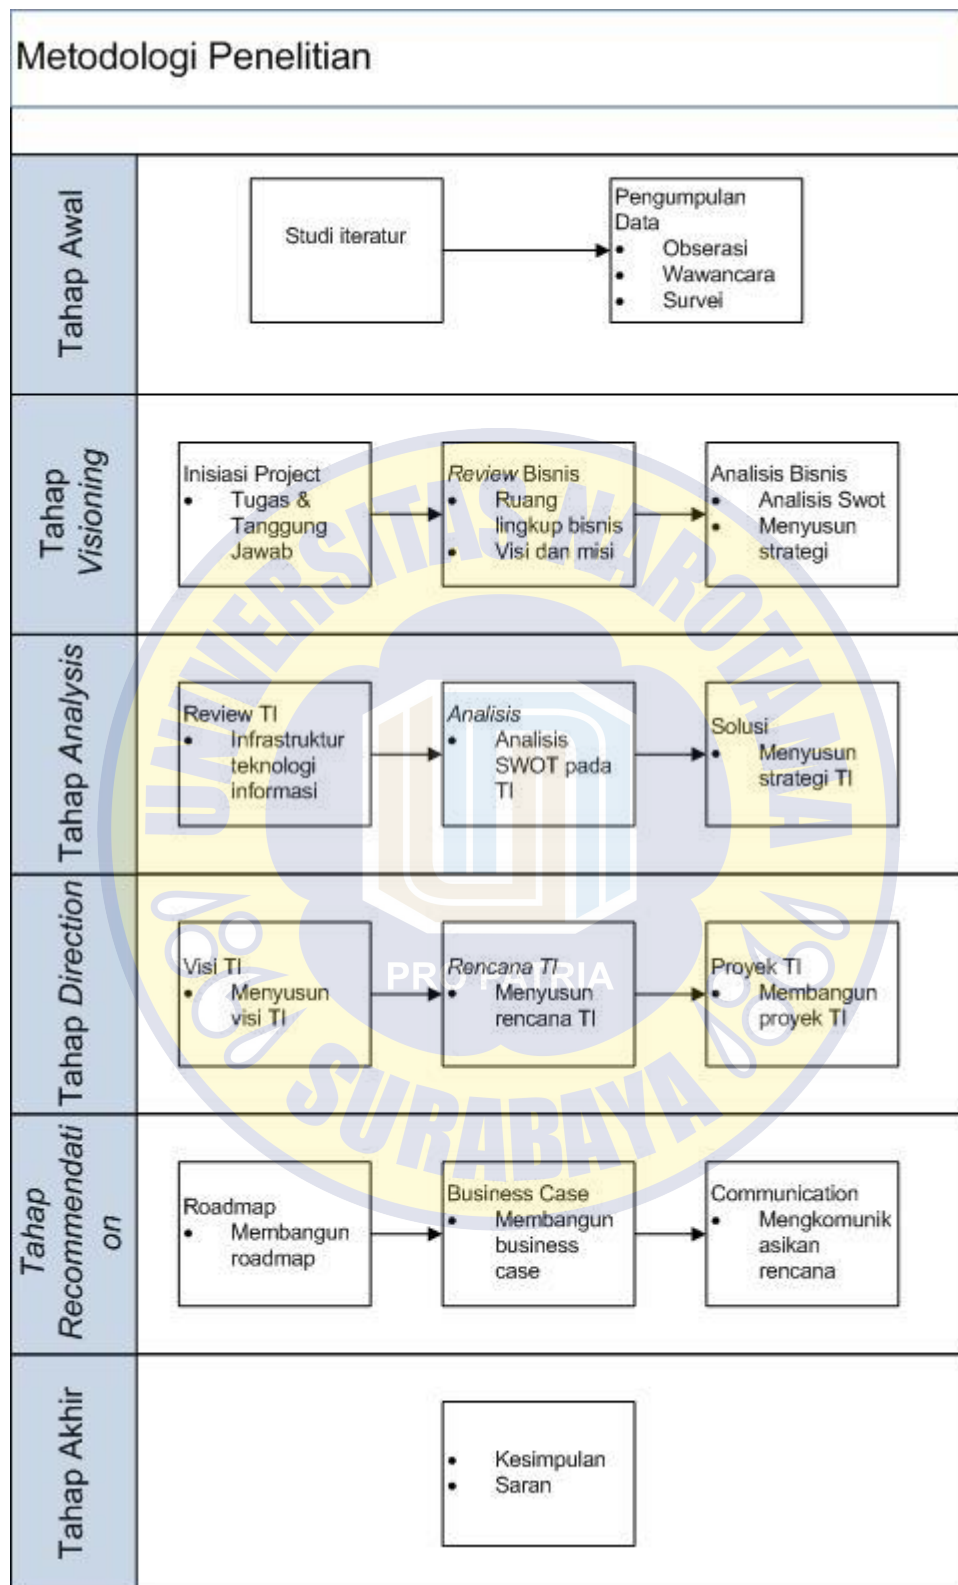 Metodologi Penelitian
Tahap Awal
Studi iteratur
Pengumpulan
Data
• Obserasi
• Wawancara
• Survei
Tahap
Visioning
Inisiasi Project
• Tugas &
Tanggung
Jawab
Review Bisnis
• Ruang
lingkup bisnis
• Visi dan misi
Analisis Bisnis
• Analisis Swot
• Menyusun
strategi
Tahap Analysis
Review TI
• Infrastruktur
teknologi
informasi
Analisis
• Analisis
SWOT pada
TI
Solusi
• Menyusun
strategi TI
Tahap Direction
Visi TI
• Menyusun
visi TI
Rencana TI
• Menyusun
rencana TI
Proyek TI
• Membangun
proyek TI
Tahap
Recommendati
on
Roadmap
• Membangun
roadmap
Business Case
• Membangun
business
case
Communication
• Mengkomunik
asikan
rencana
Tahap Akhir
• Kesimpulan
• Saran
UNIVERSITAS NAROTAMA
PRO PATRIA
SURABAYA